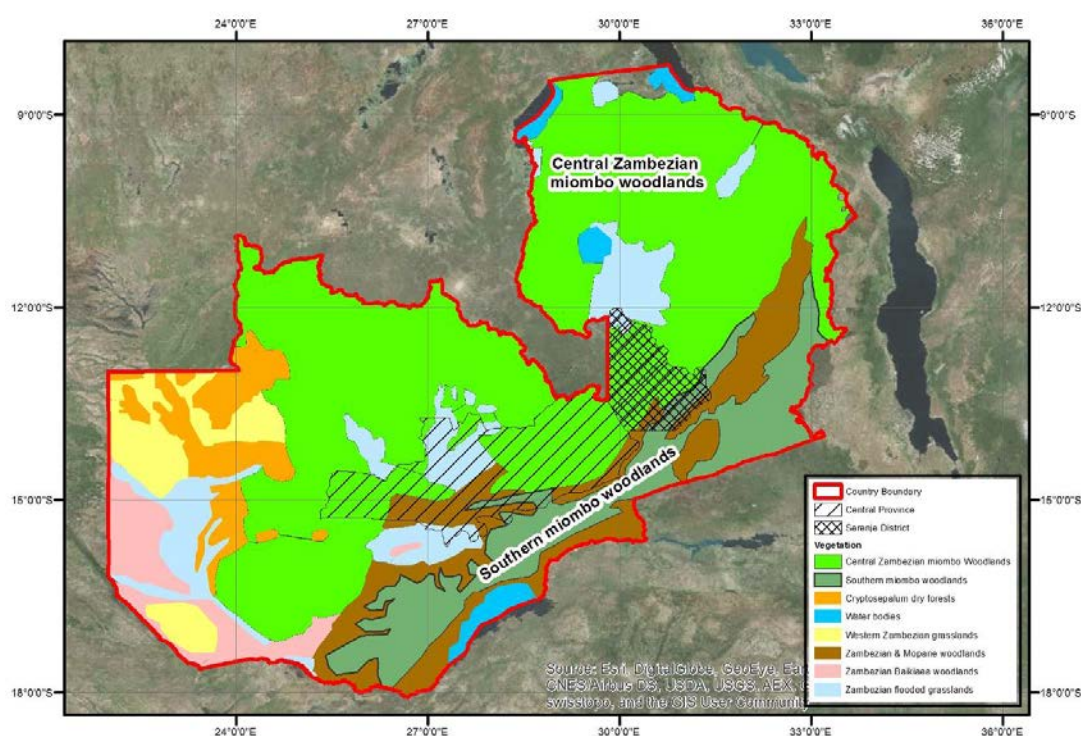 24°0'0"E 27°0'0"E 30°0'0"E 33°0'0"E 36°0'0"E
9°0'0"S 9°0'0"S
Central Zambezian
miombo woodlands
12°0'0"S 12°0'0"S
15°0'0"S 15°0'0"S
Southern miombo woodlands
Country Boundary
Central Province
Serenje District
Vegetation
Central Zambezian miombo Woodlands
Southern miombo woodlands
Cryptosepalum dry forests
Water bodies
Western Zambezian grasslands
Zambezian & Mopane woodlands
Zambezian Baikiaea woodlands
Zambezian flooded grasslands
18°0'0"S 18°0'0"S
Source: Esri, DigitalGlobe, GeoEye,
CNES/Airbus DS, USDA, USGS, AEX,
swisstopo, and the GIS User Community
24°0'0"E 27°0'0"E 30°0'0"E 33°0'0"E 36°0'0"E